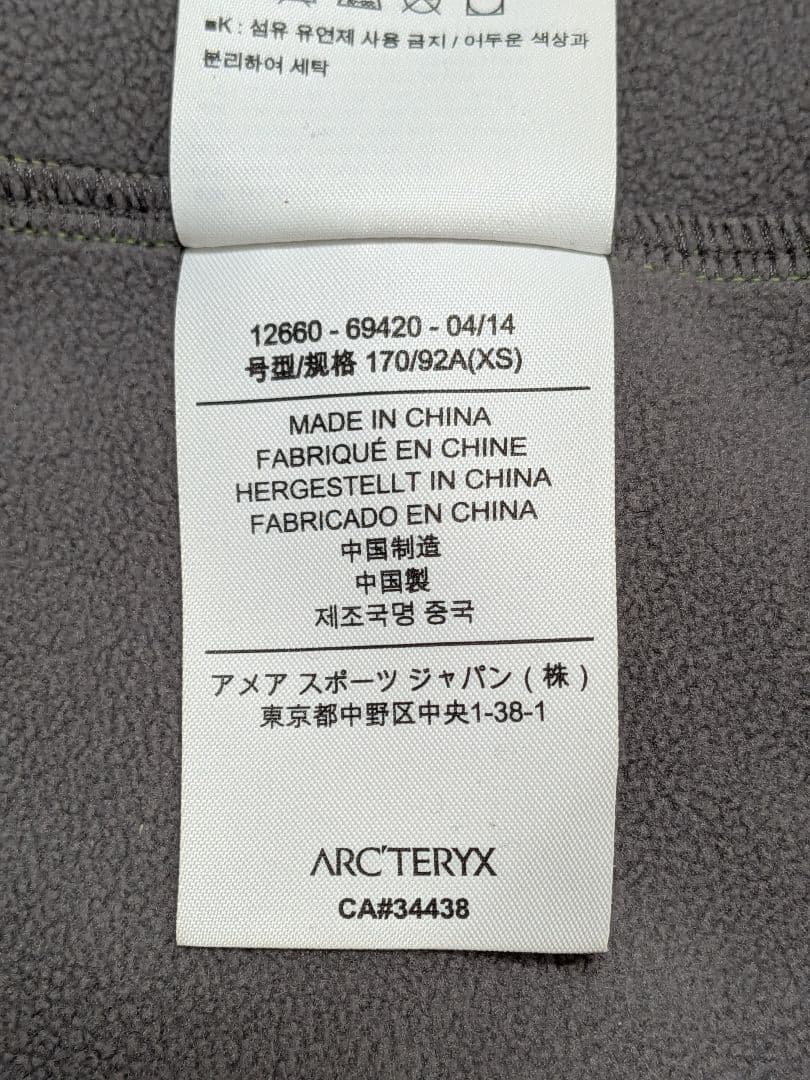 ■K : 섬유 유연제 사용 금지 / 어두운 색상과
분리하여 세탁
12660 - 69420 - 04/14
号型/规格 170/92A(XS)
MADE IN CHINA
FABRIQUÉ EN CHINE
HERGESTELLT IN CHINA
FABRICADO EN CHINA
中国制造
中国製
제조국명 중국
アメア スポーツ ジャパン ( 株 )
東京都中野区中央1-38-1
ARC'TERYX
CA#34438